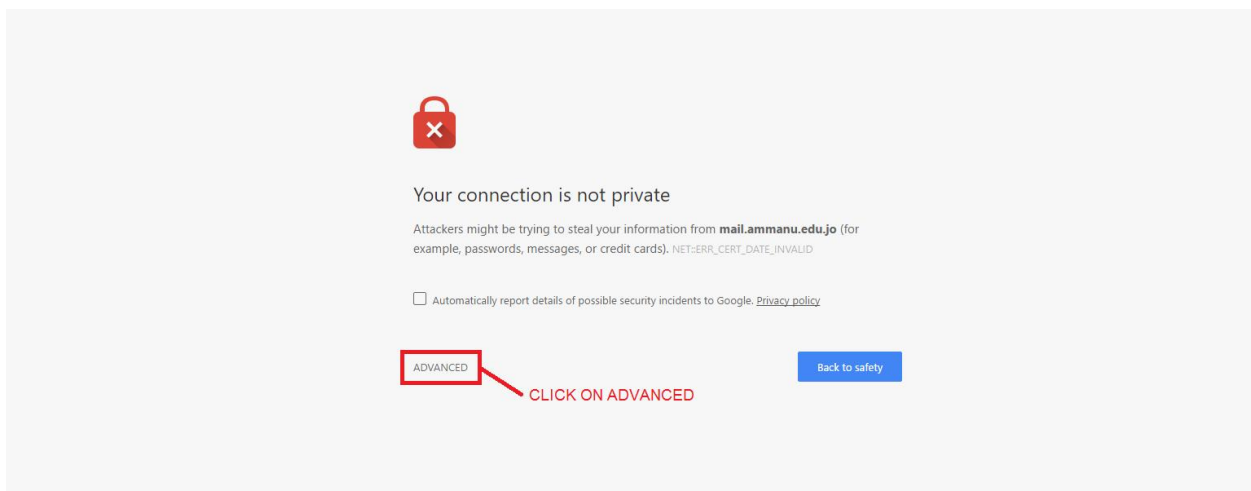 Your connection is not private
Attackers might be trying to steal your information from mail.ammanu.edu.jo (for
example, passwords, messages, or credit cards). NET::ERR_CERT_DATE_INVALID
Automatically report details of possible security incidents to Google. Privacy policy
ADVANCED
Back to safety
CLICK ON ADVANCED